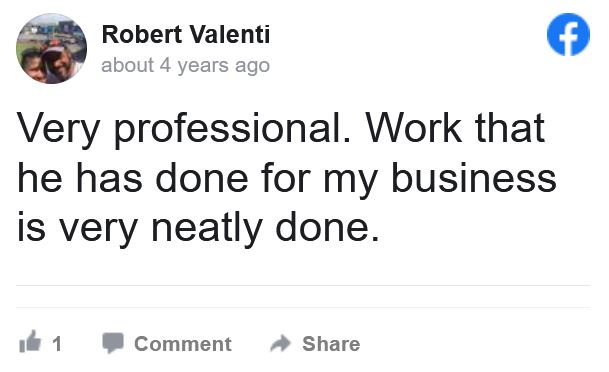 Robert Valenti
about 4 years ago
Very professional. Work that
he has done for my business
is very neatly done.
1 Comment Share